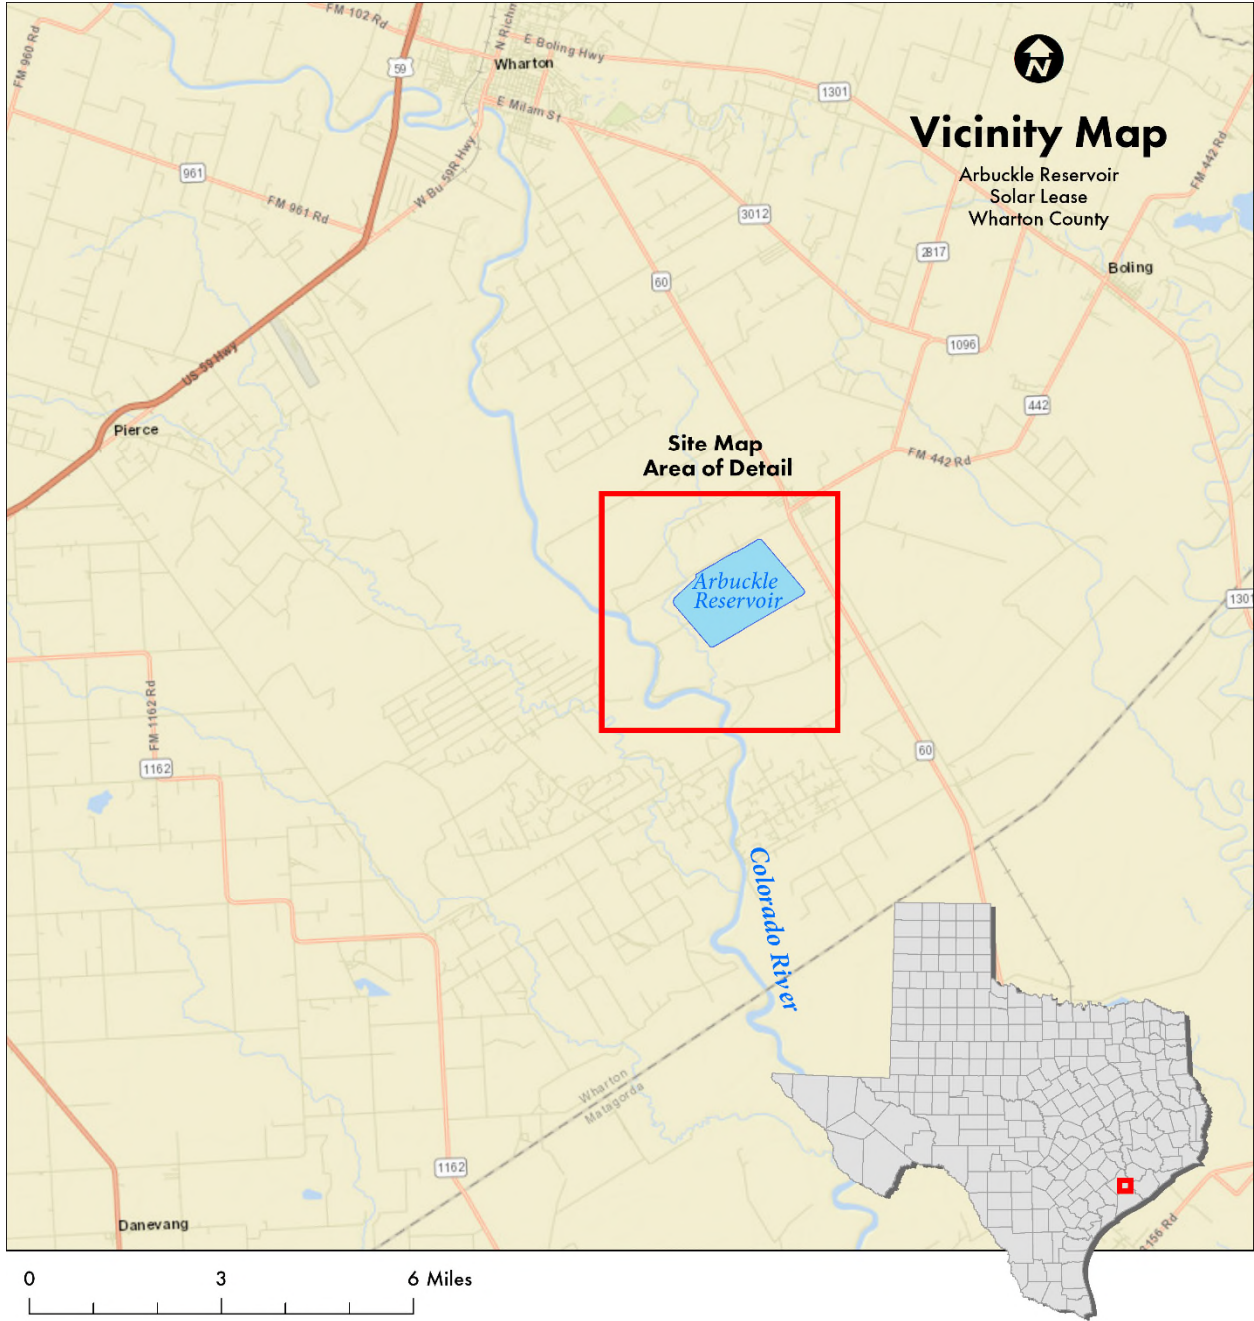 FM 102 Rd
N Richm
FM 960 Rd
E Boling Hwy
59
Wharton
1301
E Milam St
Vicinity Map
Arbuckle Reservoir
Solar Lease
Wharton County
N
FM 442 Rd
961
W Bu 59R Hwy
FM 961 Rd
3012
2817
Boling
60
1096
US 59 Hwy
442
Pierce
Site Map
Area of Detail
FM 442 Rd
Arbuckle
Reservoir
1301
FM 1162 Rd
60
1162
Colorado River
Wharton
Matagorda
1162
Danevang
3156 Rd
0 3 6 Miles